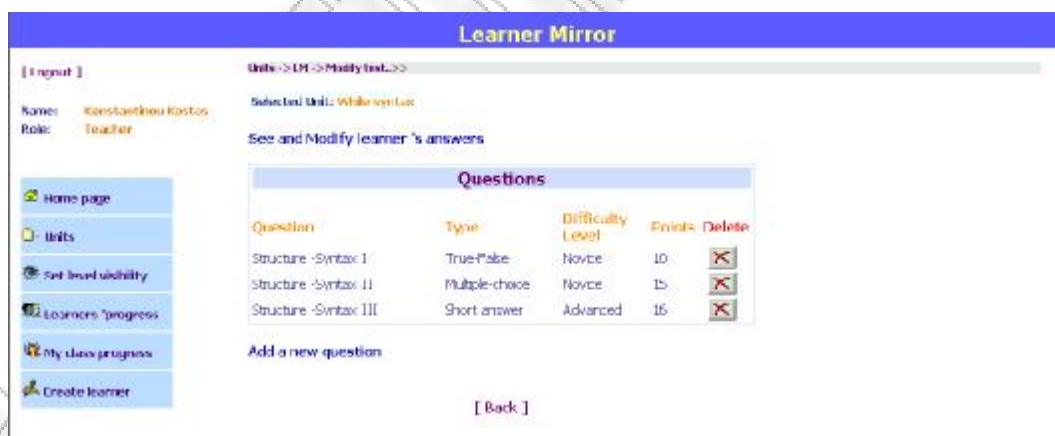 Learner Mirror
[ Logout ]
Units -> LM -> Modify test..>>
Name: Konstantinou Kostas
Role: Teacher
Selected Unit: While syntax
See and Modify learner 's answers
Home page
Units
Set level visibility
Learners 'progress
My class progress
Create learner
Questions
Question Type Difficulty Level Points Delete
Structure -Syntax I True-False Novice 10
Structure -Syntax II Multiple-choice Novice 15
Structure -Syntax III Short answer Advanced
Add a new question
[ Back ]